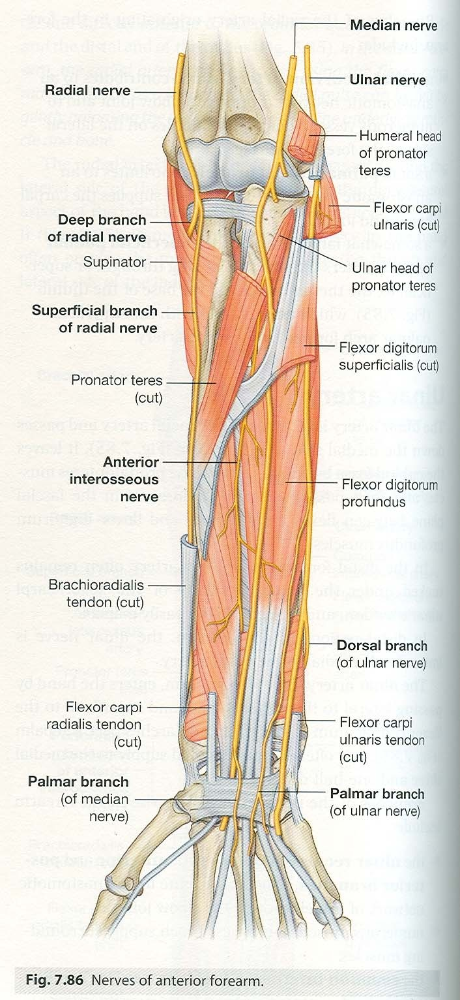 Median nerve
Radial nerve
Ulnar nerve
Humeral head
of pronator
teres
Flexor carpi
ulnaris (cut)
Deep branch
of radial nerve
Supinator
Ulnar head of
pronator teres
Superficial branch
of radial nerve
Flexor digitorum
superficialis (cut)
Pronator teres
(cut)
Anterior
interosseous
nerve
Flexor digitorum
profundus
Brachioradialis
tendon (cut)
Dorsal branch
(of ulnar nerve)
Flexor carpi
radialis tendon
(cut)
Flexor carpi
ulnaris tendon
(cut)
Palmar branch
(of median
nerve)
Palmar branch
(of ulnar nerve)
Fig. 7.86 Nerves of anterior forearm.